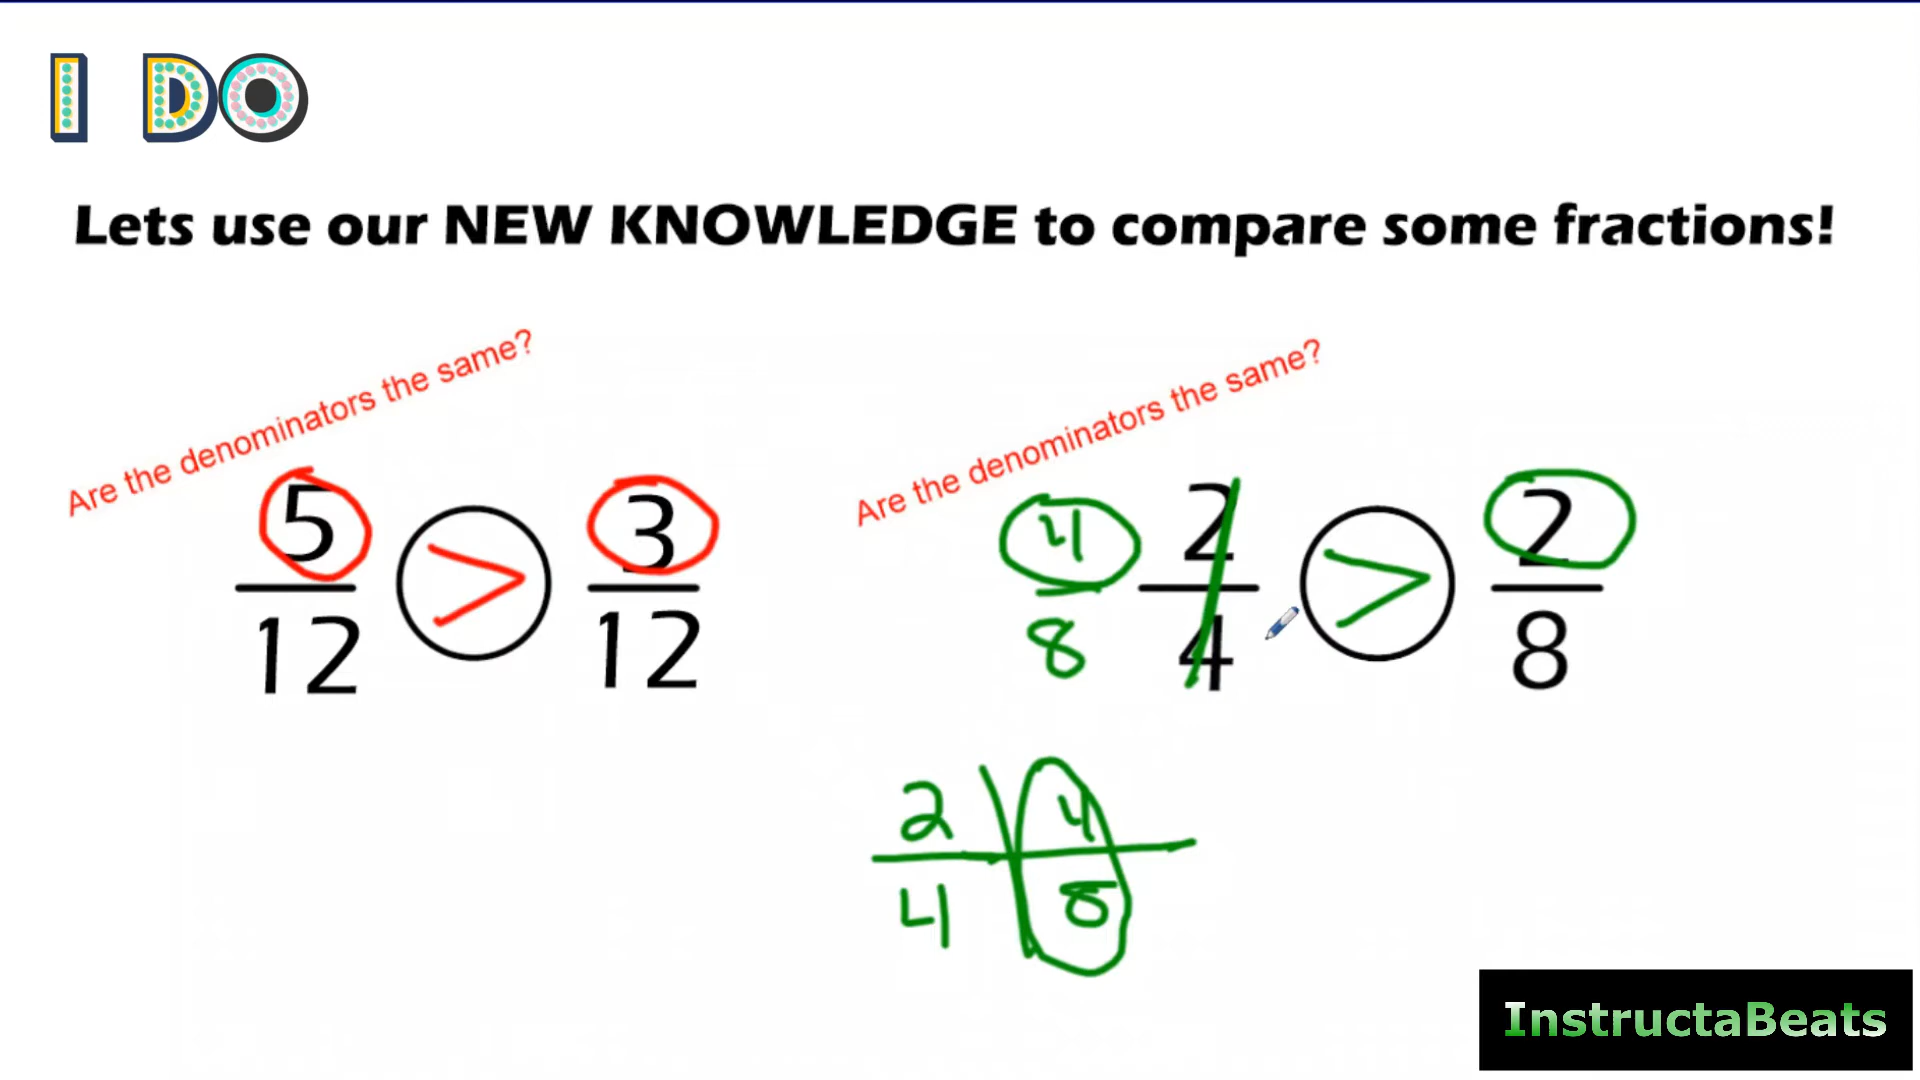 I DO
Lets use our NEW KNOWLEDGE to compare some fractions!
Are the denominators the same?
5/12 > 3/12
Are the denominators the same?
4/8 2/4 > 2/8
2/4 4/8
InstructaBeats